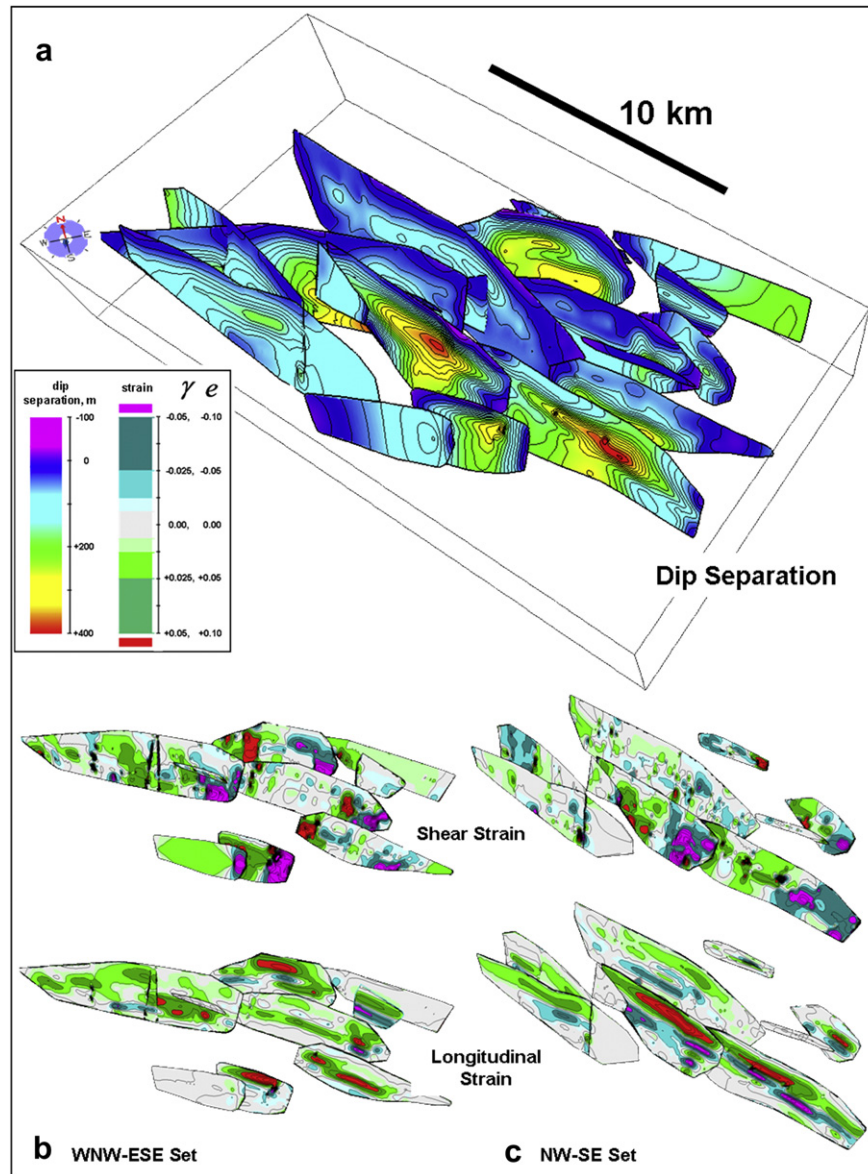 a
10 km
N
W E
S
dip
separation, m
strain
γ e
-100
0
+200
+400
-0.05, -0.10
-0.025, -0.05
0.00, 0.00
+0.025, +0.05
+0.05, +0.10
Dip Separation
Shear Strain
Longitudinal
Strain
b WNW-ESE Set
c NW-SE Set